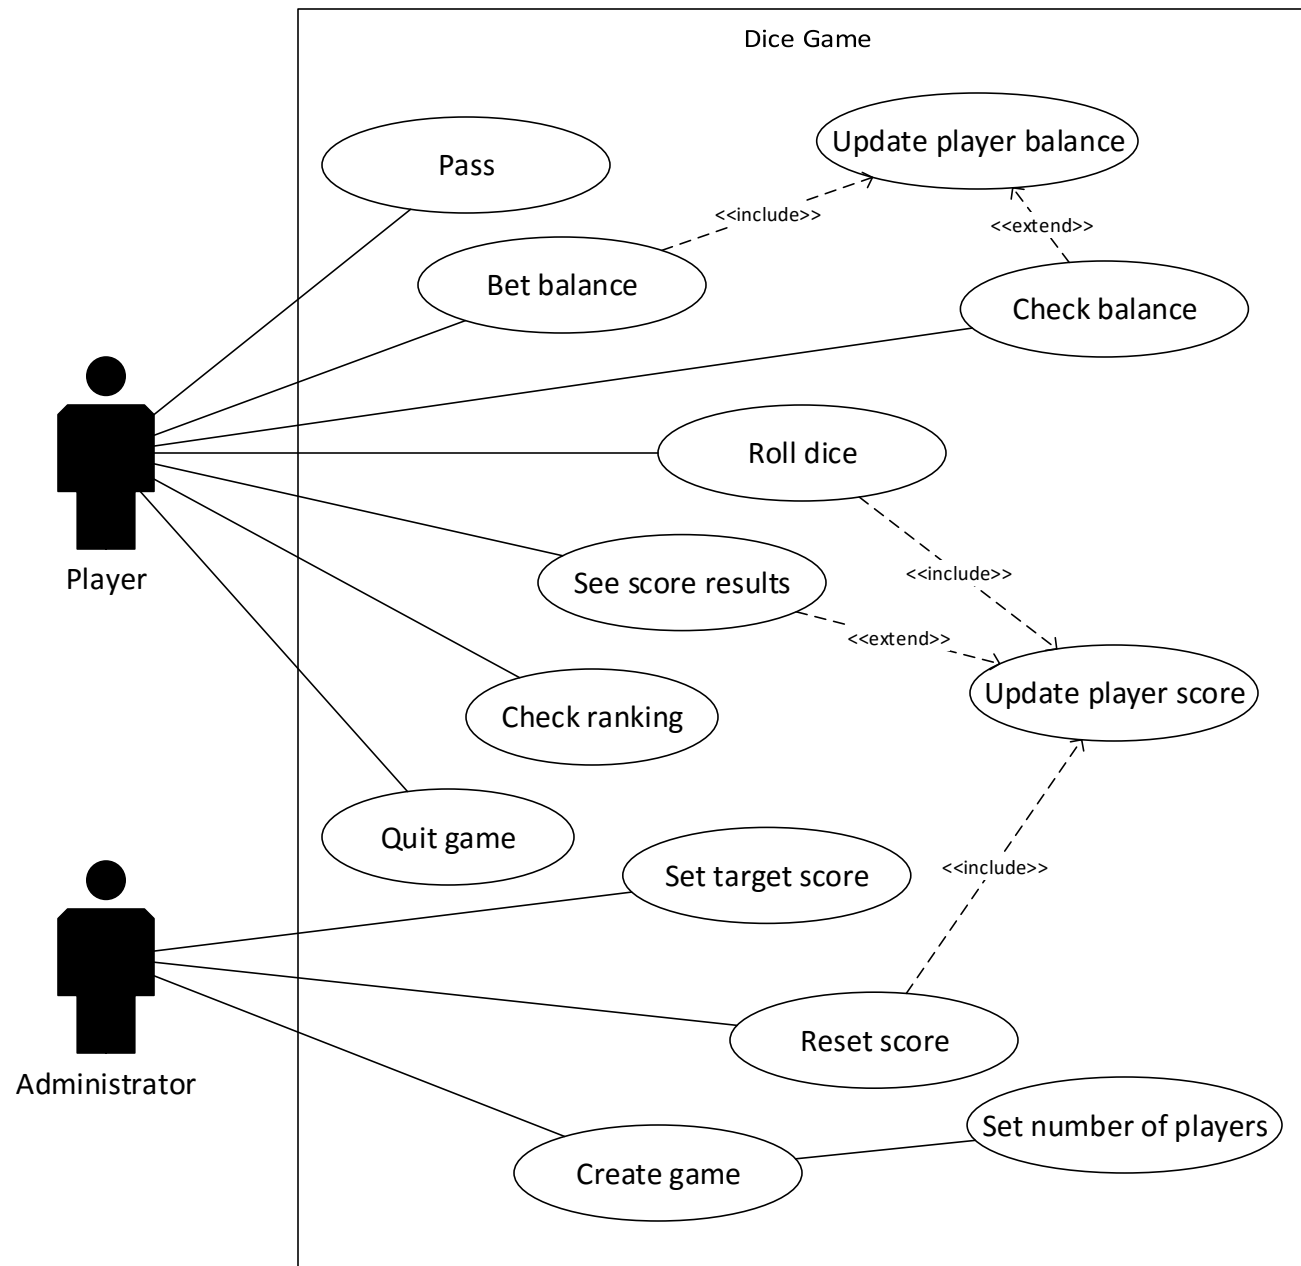 Dice Game
Update player balance
Pass
<<include>>
<<extend>>
Bet balance
Check balance
Roll dice
<<include>>
Player
See score results
<<extend>>
Update player score
Check ranking
Quit game
Set target score
<<include>>
Reset score
Administrator
Set number of players
Create game